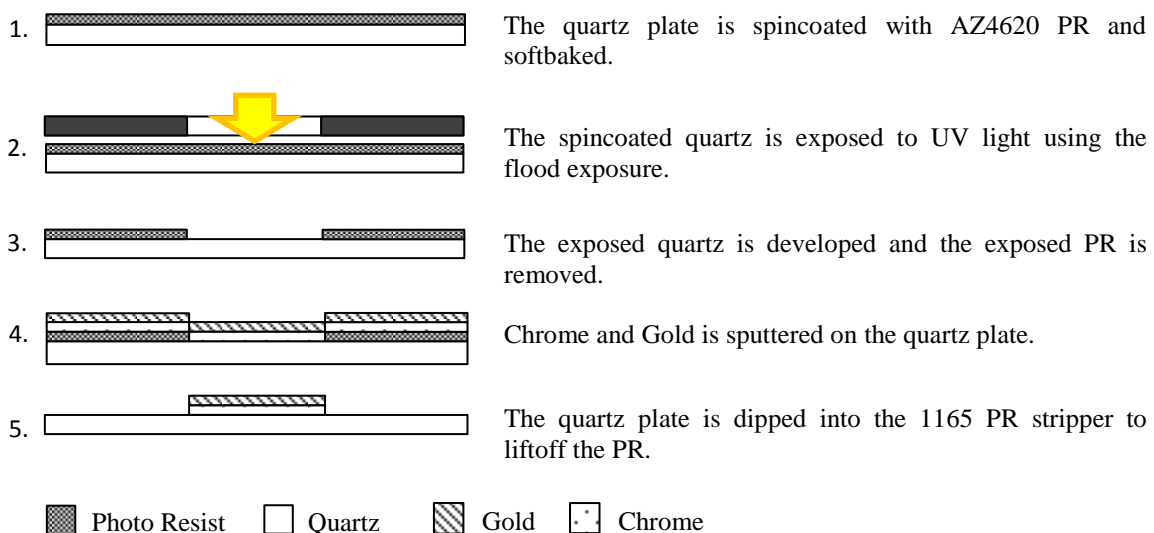 1. The quartz plate is spincoated with AZ4620 PR and
softbaked.
2. The spincoated quartz is exposed to UV light using the
flood exposure.
3. The exposed quartz is developed and the exposed PR is
removed.
4. Chrome and Gold is sputtered on the quartz plate.
5. The quartz plate is dipped into the 1165 PR stripper to
liftoff the PR.
Photo Resist Quartz Gold Chrome